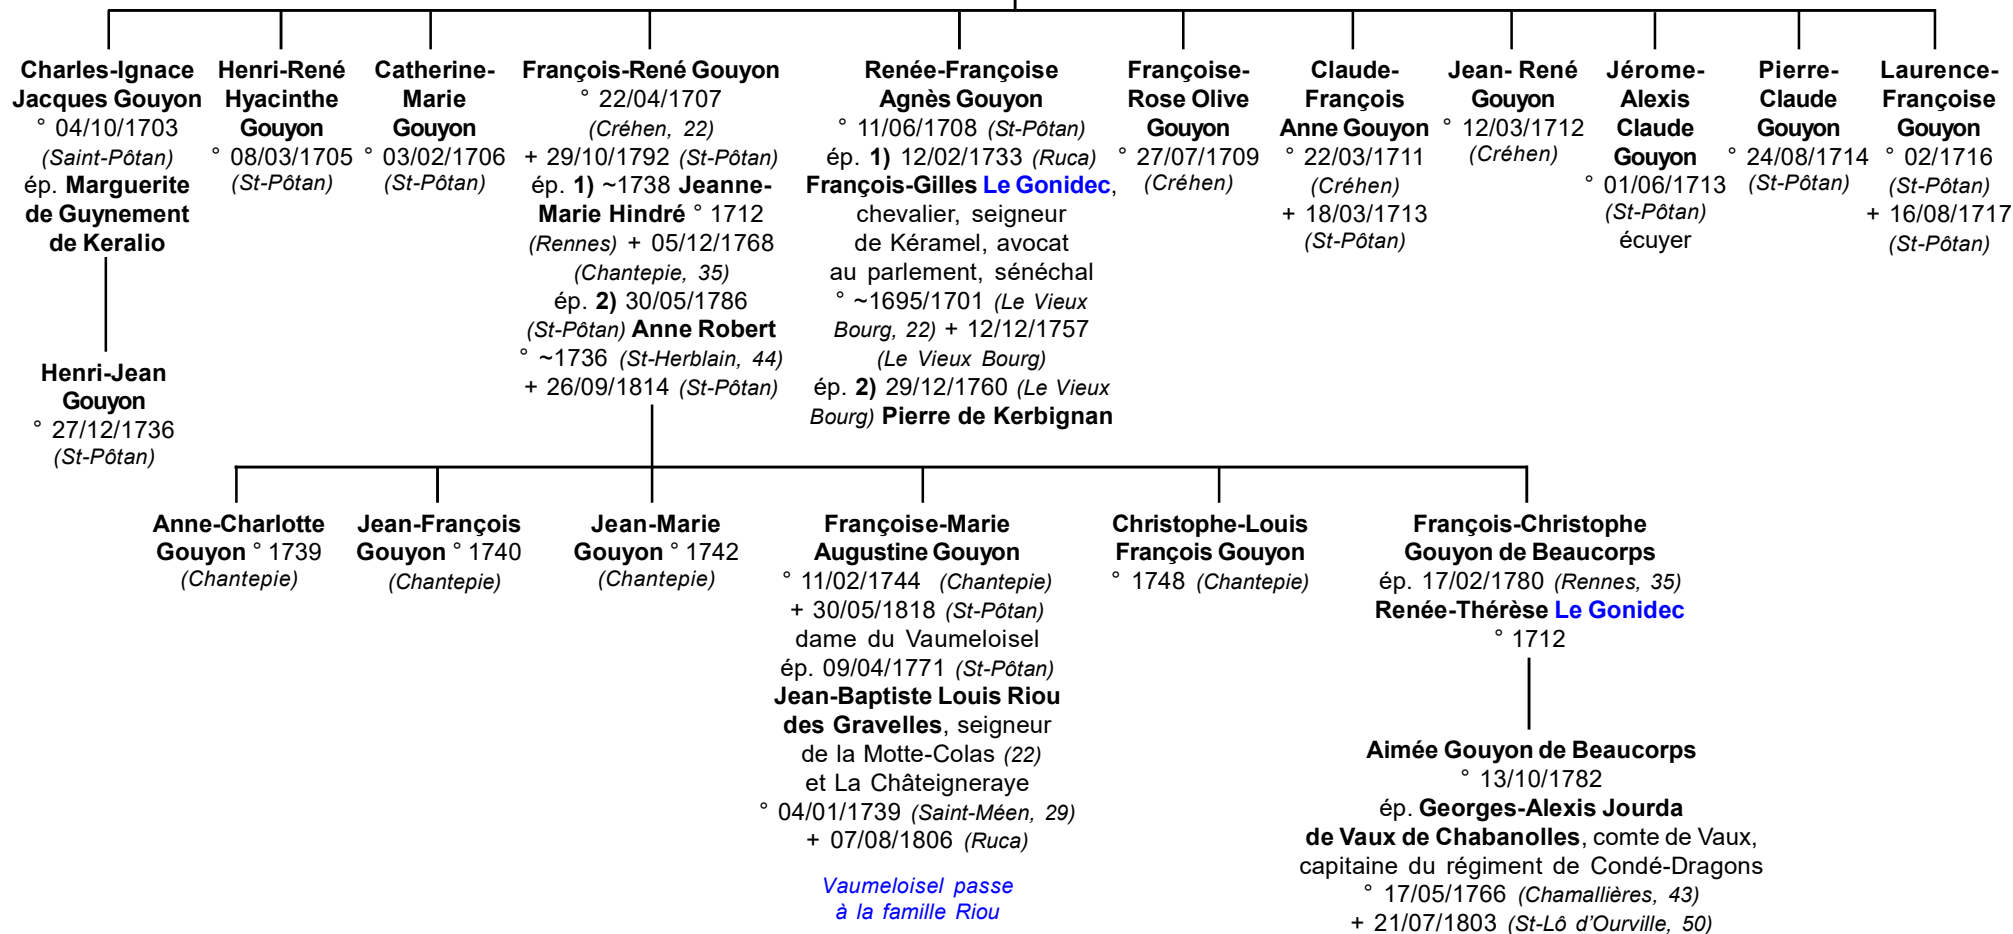 Charles-Ignace
Jacques Gouyon
° 04/10/1703
(Saint-Pôtan)
ép. Marguerite
de Guynement
de Keralio
Henri-René
Hyacinthe
Gouyon
° 08/03/1705
(St-Pôtan)
Catherine-
Marie
Gouyon
° 03/02/1706
(St-Pôtan)
François-René Gouyon
° 22/04/1707
(Créhen, 22)
+ 29/10/1792 (St-Pôtan)
ép. 1) ~1738 Jeanne-
Marie Hindré ° 1712
(Rennes) + 05/12/1768
(Chantepie, 35)
ép. 2) 30/05/1786
(St-Pôtan) Anne Robert
° ~1736 (St-Herblain, 44)
+ 26/09/1814 (St-Pôtan)
Renée-Françoise
Agnès Gouyon
° 11/06/1708 (St-Pôtan)
ép. 1) 12/02/1733 (Ruca)
François-Gilles Le Gonidec,
chevalier, seigneur
de Kéramel, avocat
au parlement, sénéchal
° ~1695/1701 (Le Vieux
Bourg, 22) + 12/12/1757
(Le Vieux Bourg)
ép. 2) 29/12/1760 (Le Vieux
Bourg) Pierre de Kerbignan
Françoise-
Rose Olive
Gouyon
° 27/07/1709
(Créhen)
Claude-
François
Anne Gouyon
° 22/03/1711
(Créhen)
+ 18/03/1713
(St-Pôtan)
Jean- René
Gouyon
° 12/03/1712
(Créhen)
Jérome-
Alexis
Claude
Gouyon
° 01/06/1713
(St-Pôtan)
écuyer
Pierre-
Claude
Gouyon
° 24/08/1714
(St-Pôtan)
Laurence-
Françoise
Gouyon
° 02/1716
(St-Pôtan)
+ 16/08/1717
(St-Pôtan)
Henri-Jean
Gouyon
° 27/12/1736
(St-Pôtan)
Anne-Charlotte
Gouyon ° 1739
(Chantepie)
Jean-François
Gouyon ° 1740
(Chantepie)
Jean-Marie
Gouyon ° 1742
(Chantepie)
Françoise-Marie
Augustine Gouyon
° 11/02/1744 (Chantepie)
+ 30/05/1818 (St-Pôtan)
dame du Vaumeloisel
ép. 09/04/1771 (St-Pôtan)
Jean-Baptiste Louis Riou
des Gravelles, seigneur
de la Motte-Colas (22)
et La Châteigneraye
° 04/01/1739 (Saint-Méen, 29)
+ 07/08/1806 (Ruca)
Vaumeloisel passe
à la famille Riou
Christophe-Louis
François Gouyon
° 1748 (Chantepie)
François-Christophe
Gouyon de Beaucorps
ép. 17/02/1780 (Rennes, 35)
Renée-Thérèse Le Gonidec
° 1712
Aimée Gouyon de Beaucorps
° 13/10/1782
ép. Georges-Alexis Jourda
de Vaux de Chabanolles, comte de Vaux,
capitaine du régiment de Condé-Dragons
° 17/05/1766 (Chamallières, 43)
+ 21/07/1803 (St-Lô d'Ourville, 50)